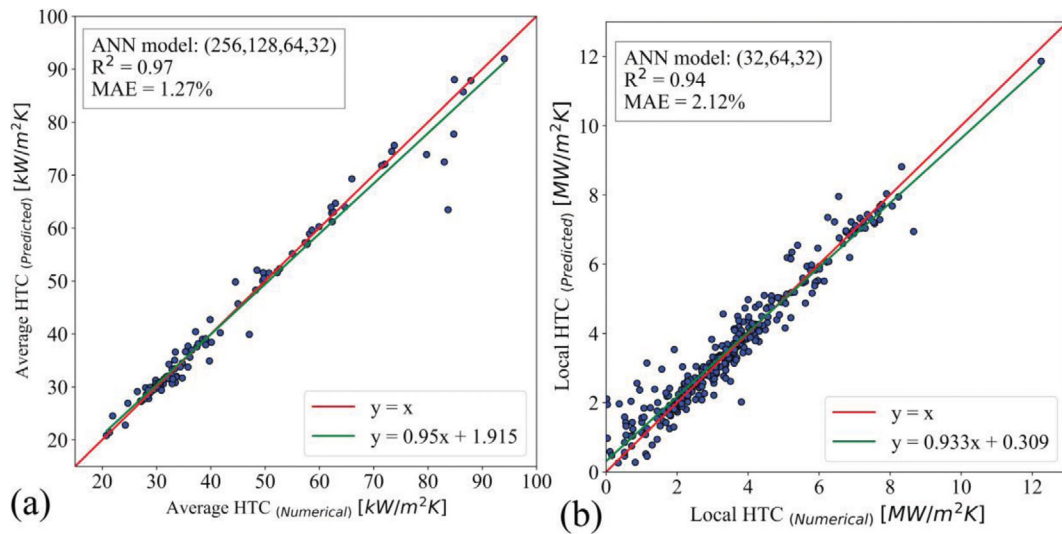 100
90
80
70
60
50
40
30
20
Average HTC (Predicted) [kW/m²K]
ANN model: (256,128,64,32)
R² = 0.97
MAE = 1.27%
y = x
y = 0.95x + 1.915
20 30 40 50 60 70 80 90 100
Average HTC (Numerical) [kW/m²K]
(a)
12
10
8
6
4
2
0
Local HTC (Predicted) [MW/m²K]
ANN model: (32,64,32)
R² = 0.94
MAE = 2.12%
y = x
y = 0.933x + 0.309
0 2 4 6 8 10 12
Local HTC (Numerical) [MW/m²K]
(b)